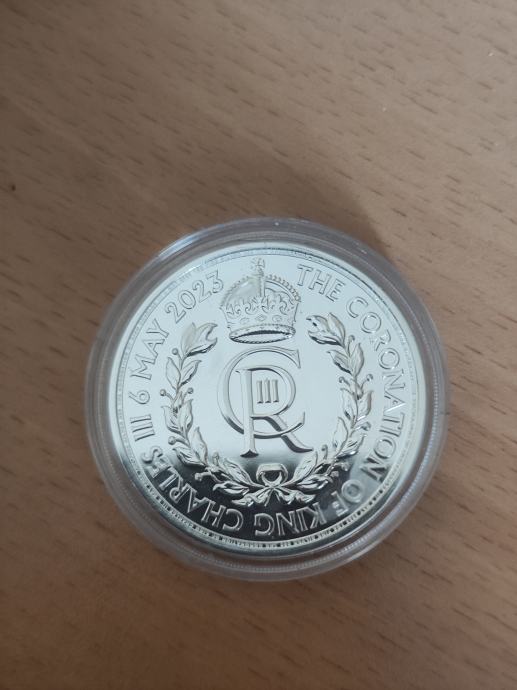 THE CORONATION OF KING CHARLES III 6 MAY 2023
CR III